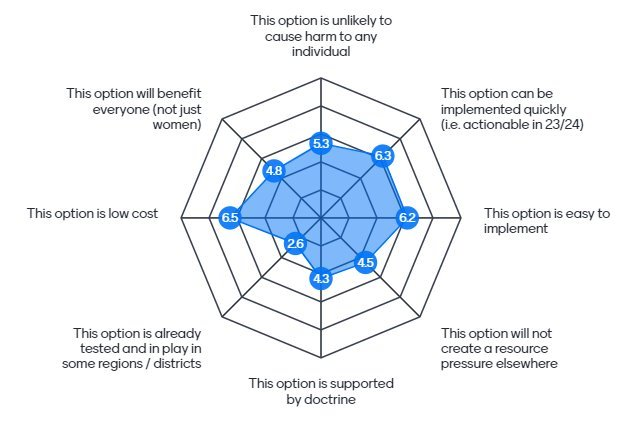 This option is unlikely to
cause harm to any
individual
This option will benefit
everyone (not just
women)
This option can be
implemented quickly
(i.e. actionable in 23/24)
5.3
6.3
4.8
This option is low cost
6.5
6.2
This option is easy to
implement
2.6
4.5
4.3
This option is already
tested and in play in
some regions / districts
This option will not
create a resource
pressure elsewhere
This option is supported
by doctrine